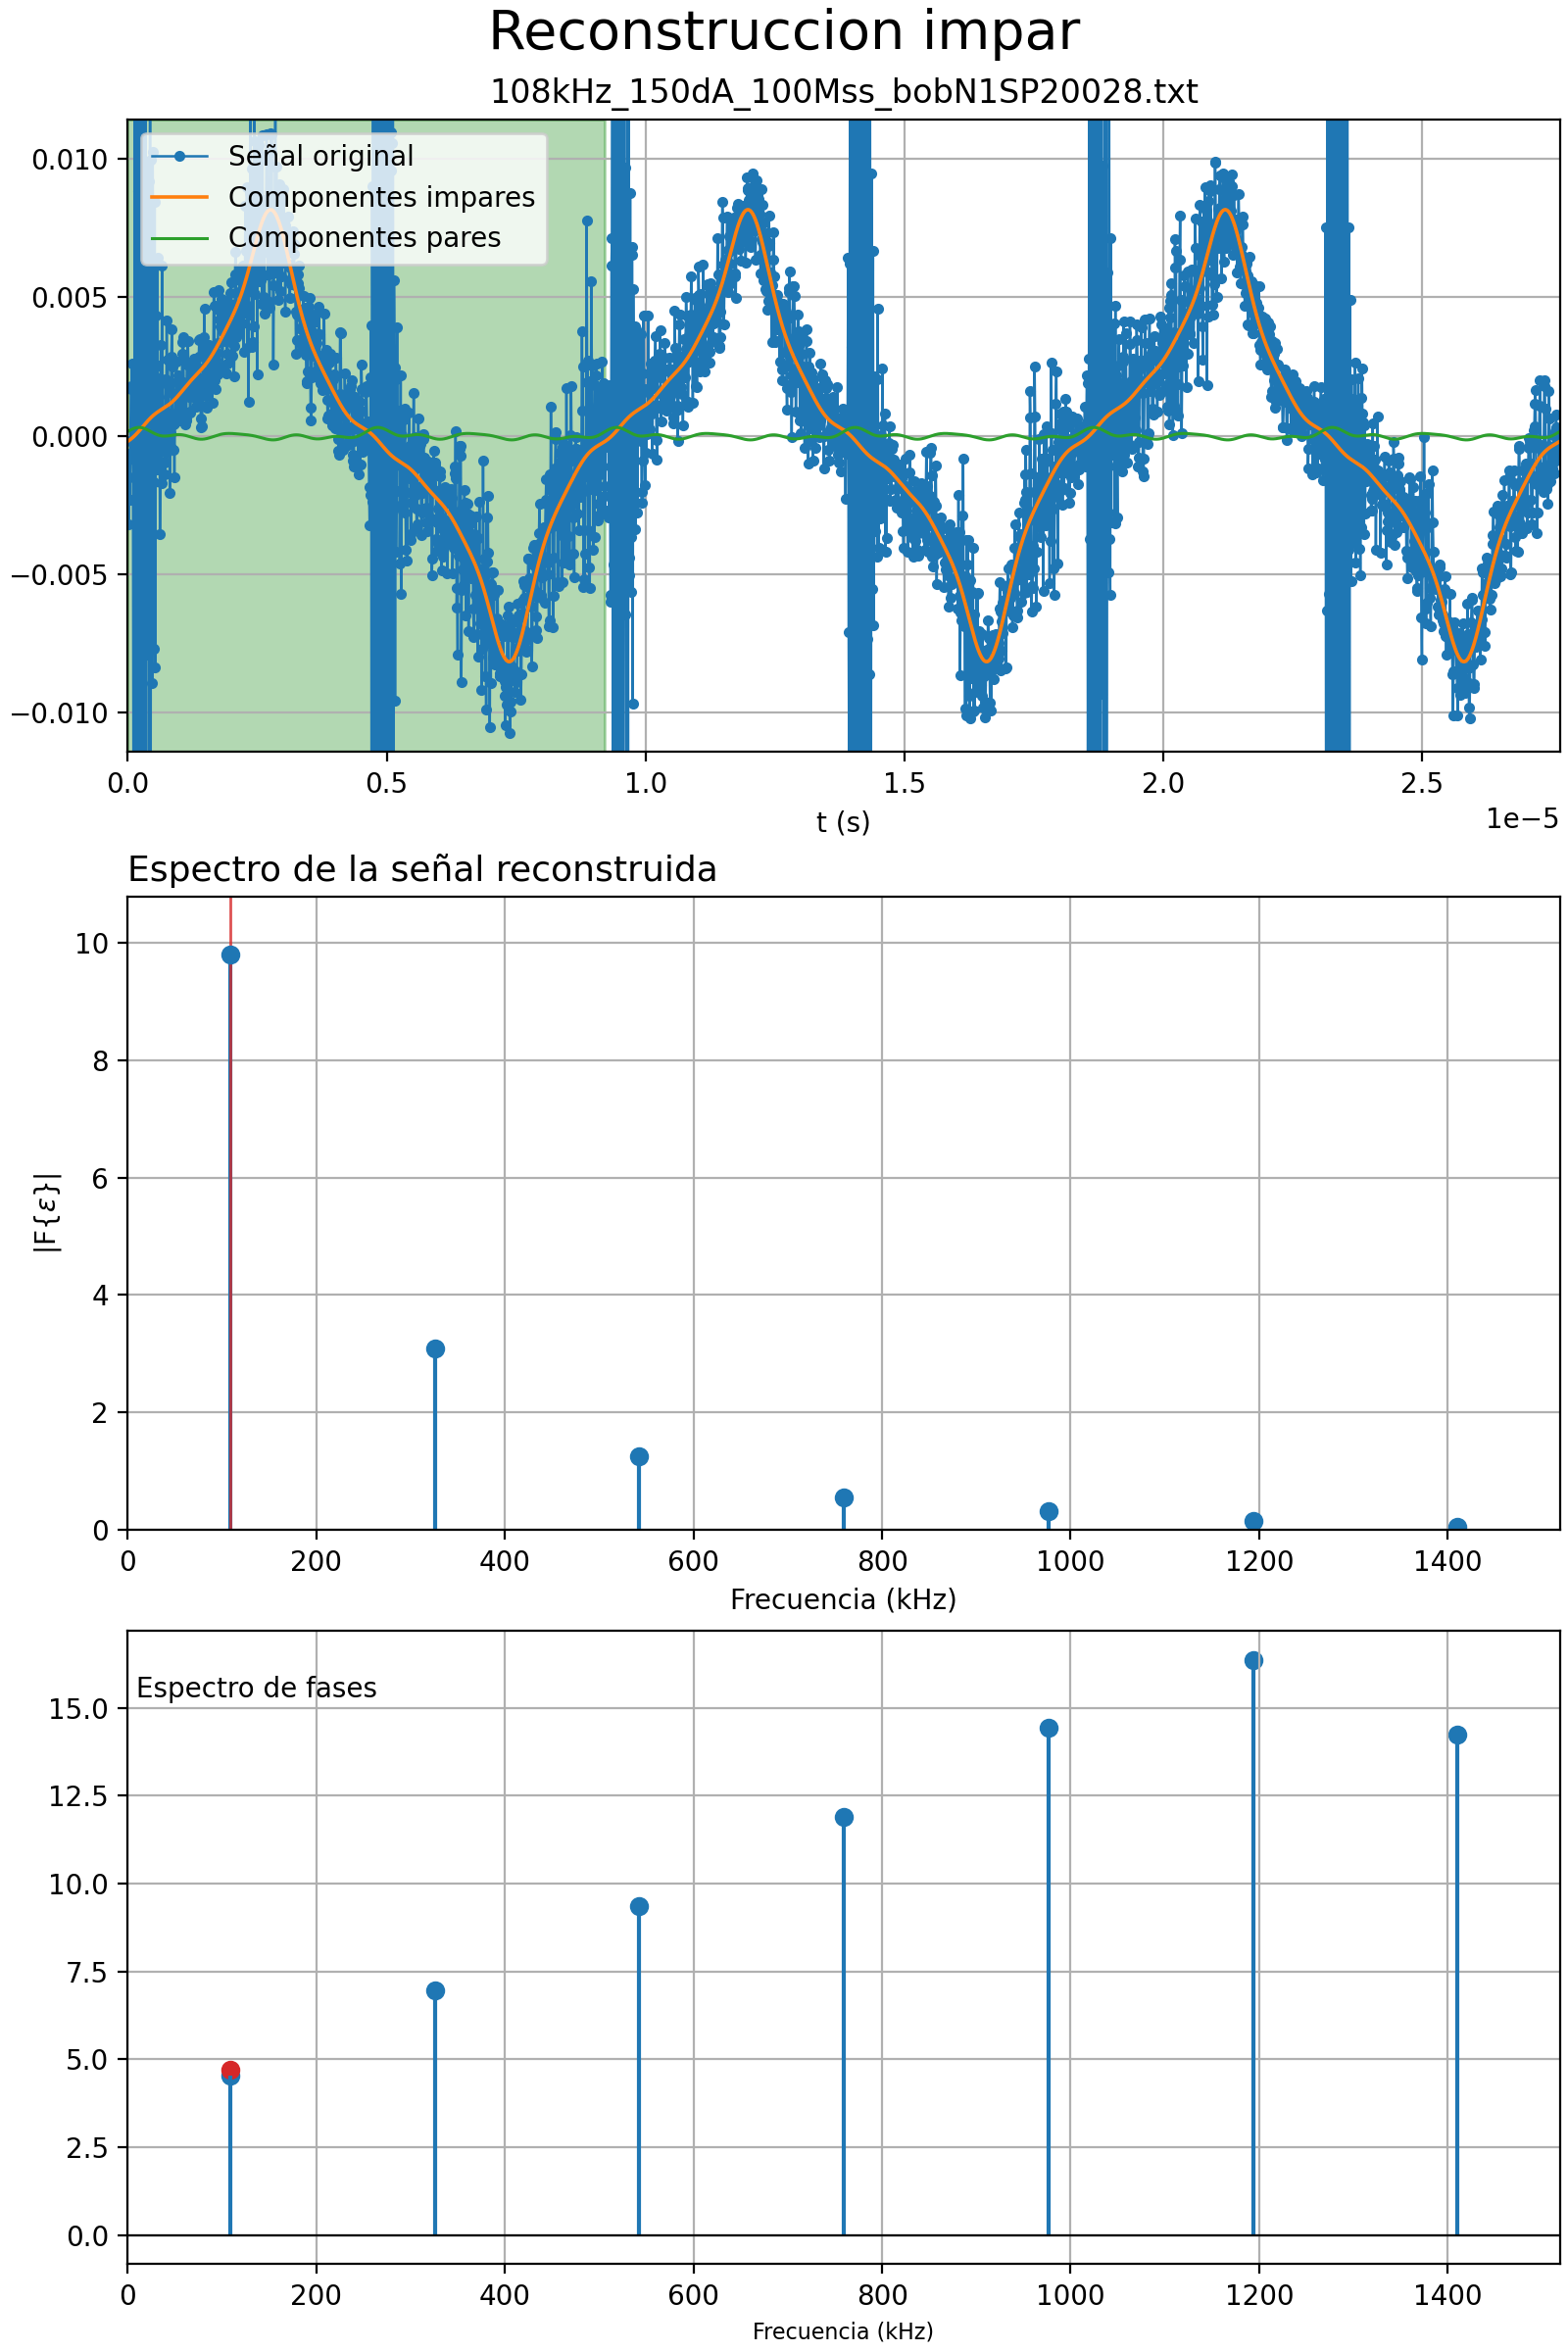 Reconstruccion impar
108kHz_150dA_100Mss_bobN1SP20028.txt
0.010
0.005
0.000
−0.005
−0.010
Señal original
Componentes impares
Componentes pares
0.0 0.5 1.0 1.5 2.0 2.5
t (s)
1e−5
Espectro de la señal reconstruida
10
8
6
4
2
0
|F{ε}|
0 200 400 600 800 1000 1200 1400
Frecuencia (kHz)
Espectro de fases
15.0
12.5
10.0
7.5
5.0
2.5
0.0
0 200 400 600 800 1000 1200 1400
Frecuencia (kHz)